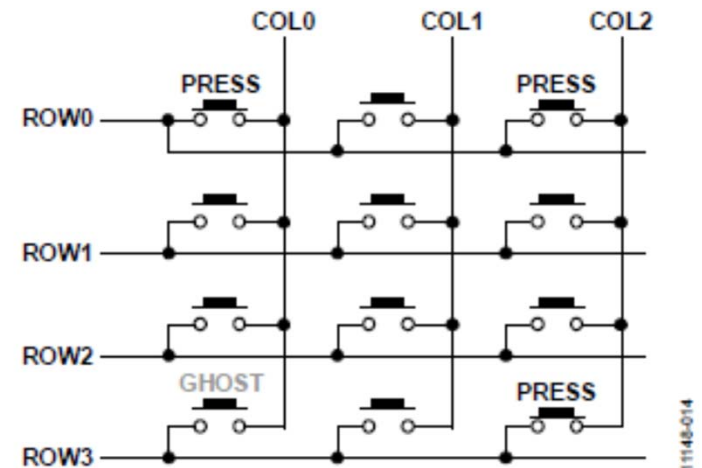 COL0 COL1 COL2
PRESS PRESS
ROW0
ROW1
ROW2
GHOST PRESS
ROW3
11148-014